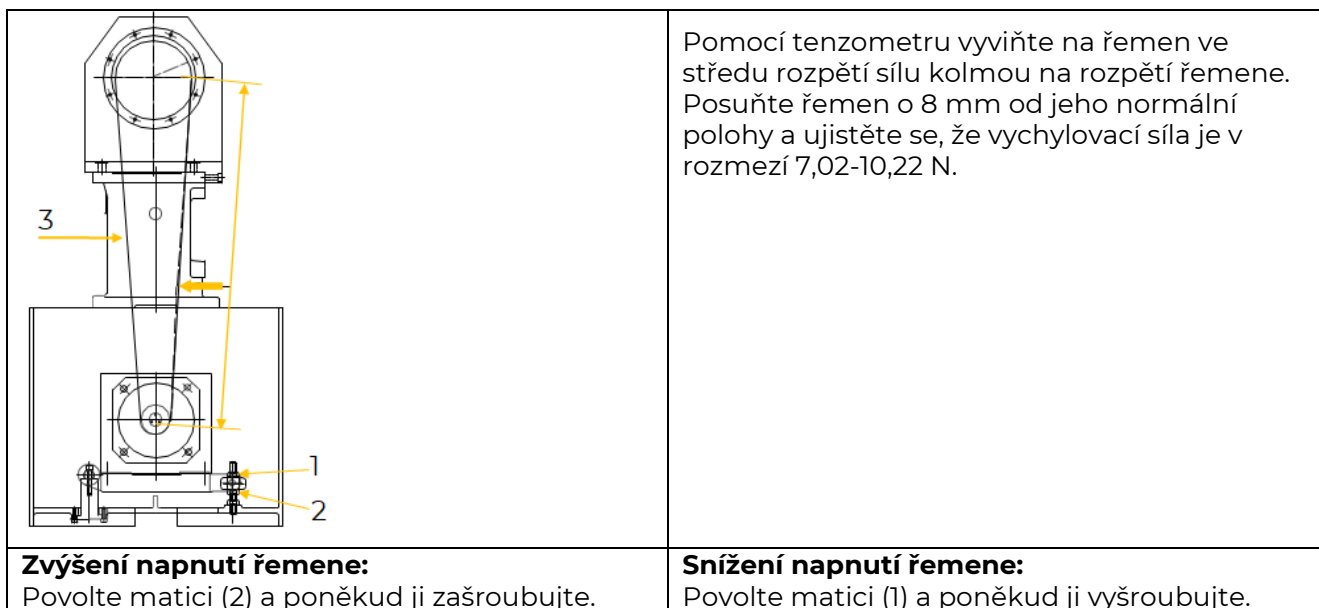 Pomocí tenzometru vyviňte na řemen ve
středu rozpětí sílu kolmou na rozpětí řemene.
Posuňte řemen o 8 mm od jeho normální
polohy a ujistěte se, že vychylovací síla je v
rozmezí 7,02-10,22 N.
3
1
2
Zvýšení napnutí řemene:
Povolte matici (2) a poněkud ji zašroubujte.
Snížení napnutí řemene:
Povolte matici (1) a poněkud ji vyšroubujte.